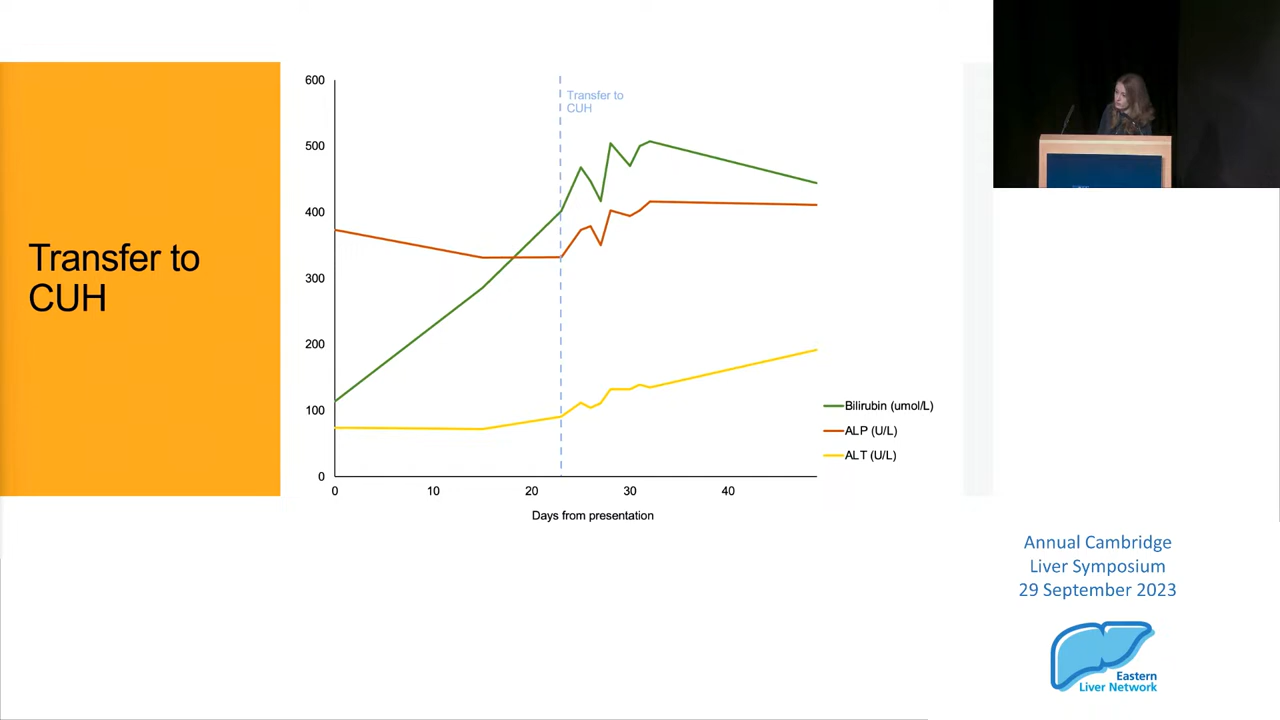 Transfer to
CUH
600
500
400
300
200
100
0
Transfer to
CUH
0
10
20
30
40
Days from presentation
Bilirubin (umol/L)
ALP (U/L)
ALT (U/L)
Annual Cambridge
Liver Symposium
29 September 2023
Eastern
Liver Network